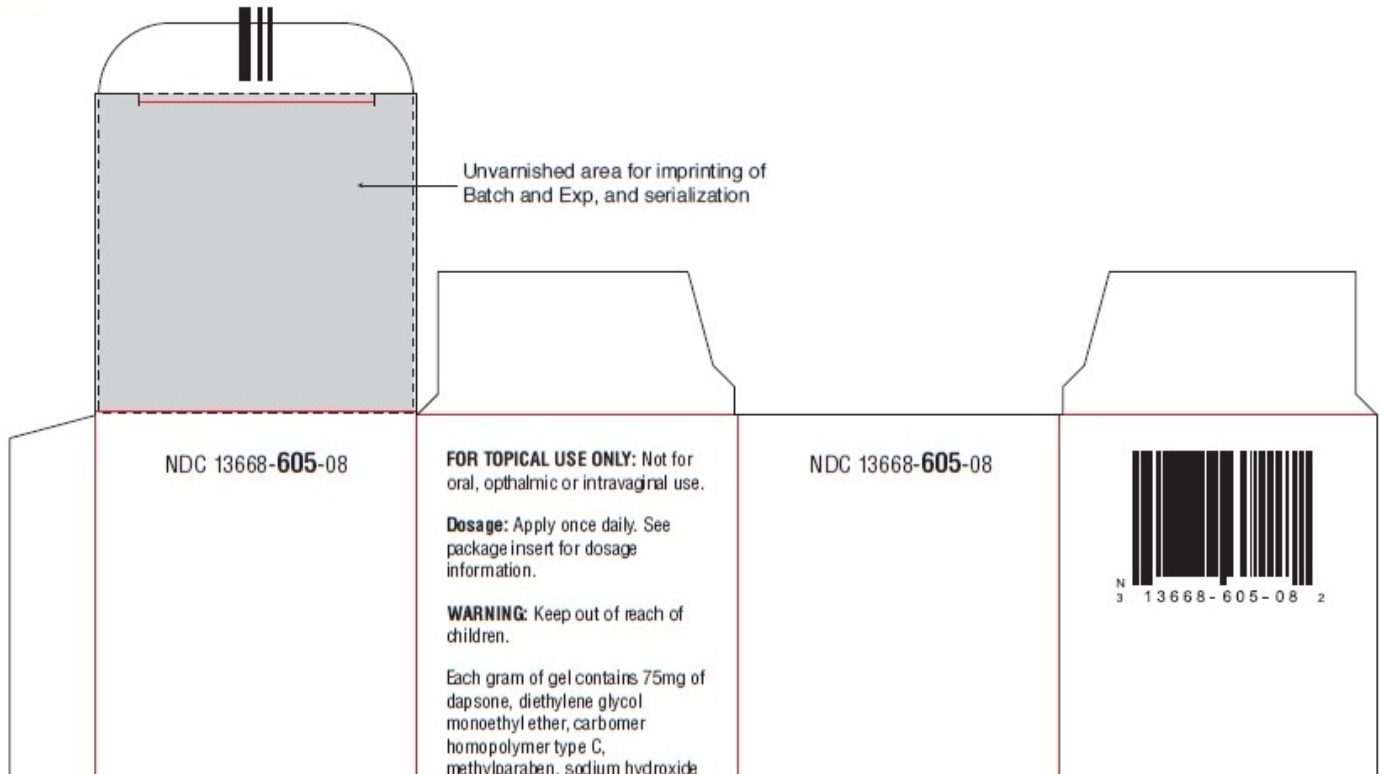 Unvarnished area for imprinting of
Batch and Exp, and serialization
NDC 13668-605-08
FOR TOPICAL USE ONLY: Not for
oral, opthalmic or intravaginal use.
Dosage: Apply once daily. See
package insert for dosage
information.
WARNING: Keep out of reach of
children.
Each gram of gel contains 75mg of
dapsone, diethylene glycol
monoethyl ether, carbomer
homopolymer type C,
methylparaben, sodium hydroxide
NDC 13668-605-08
N
3 13668-605-08 2